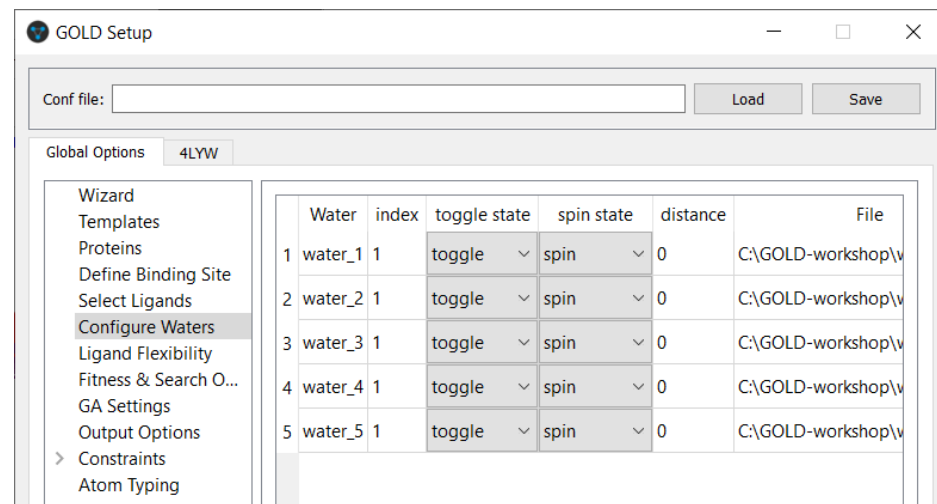 GOLD Setup
Conf file: Load Save
Global Options 4LYW
Wizard
Templates
Proteins
Define Binding Site
Select Ligands
Configure Waters
Ligand Flexibility
Fitness & Search O...
GA Settings
Output Options
Constraints
Atom Typing
Water index toggle state spin state distance File
1 water_1 1 toggle spin 0 C:\GOLD-workshop\w
2 water_2 1 toggle spin 0 C:\GOLD-workshop\w
3 water_3 1 toggle spin 0 C:\GOLD-workshop\w
4 water_4 1 toggle spin 0 C:\GOLD-workshop\w
5 water_5 1 toggle spin 0 C:\GOLD-workshop\w